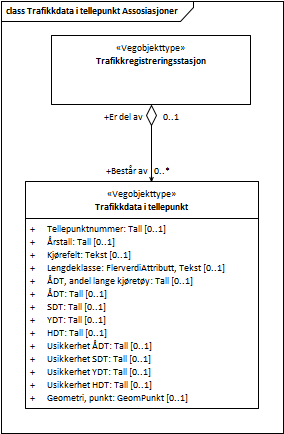 class Trafikkdata i tellepunkt Assosiasjoner
«Vegobjekttype»
Trafikkregistreringsstasjon
+Er del av 0..1
+Består av 0..*
«Vegobjekttype»
Trafikkdata i tellepunkt
+ Tellepunktnummer: Tall [0..1]
+ Årstall: Tall [0..1]
+ Kjørefelt: Tekst [0..1]
+ Lengdeklasse: FlerverdiAttributt, Tekst [0..1]
+ ÅDT, andel lange kjøretøy: Tall [0..1]
+ ÅDT: Tall [0..1]
+ SDT: Tall [0..1]
+ YDT: Tall [0..1]
+ HDT: Tall [0..1]
+ Usikkerhet ÅDT: Tall [0..1]
+ Usikkerhet SDT: Tall [0..1]
+ Usikkerhet YDT: Tall [0..1]
+ Usikkerhet HDT: Tall [0..1]
+ Geometri, punkt: GeomPunkt [0..1]